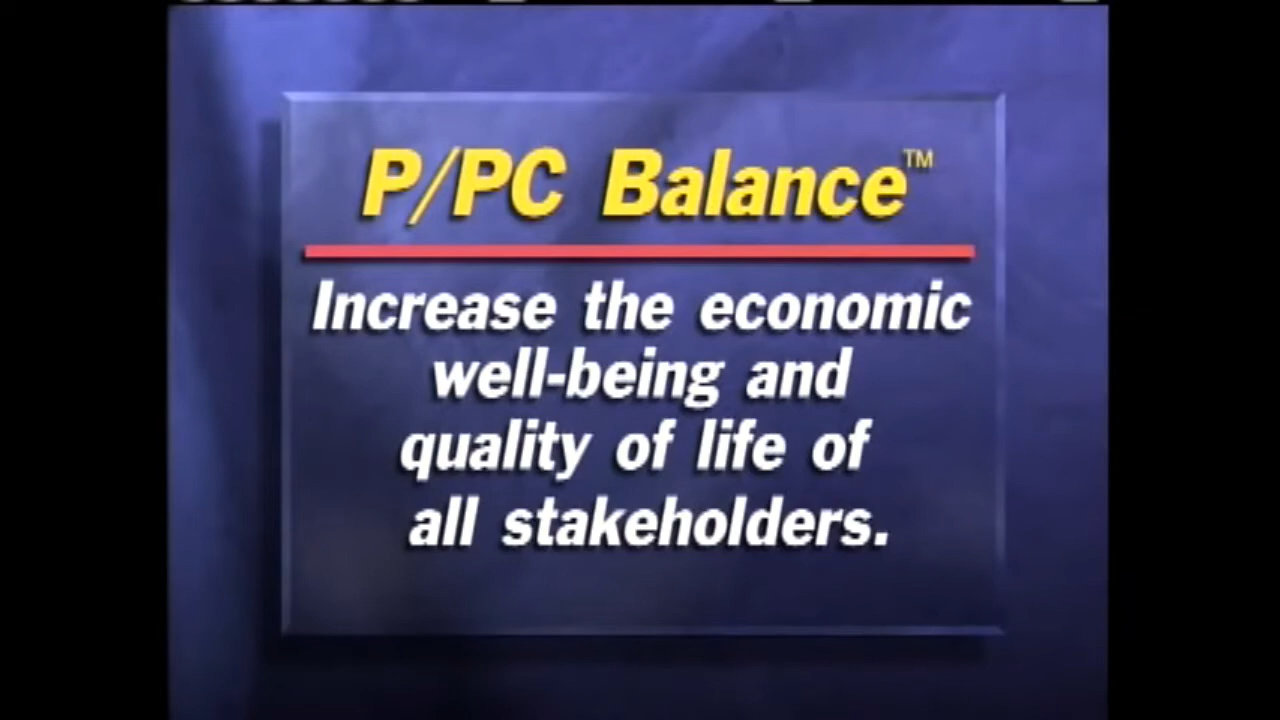 P/PC Balance™
Increase the economic
well-being and
quality of life of
all stakeholders.